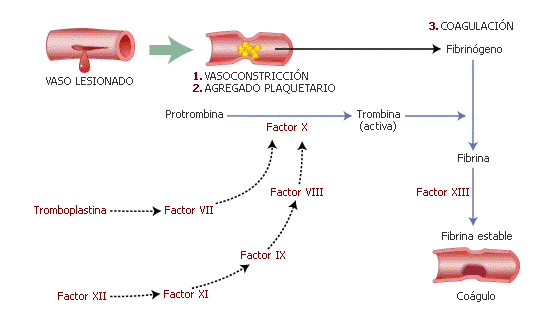 3. COAGULACIÓN
Fibrinógeno
VASO LESIONADO
1. VASOCONSTRICCIÓN
2. AGREGADO PLAQUETARIO
Protrombina
Trombina
(activa)
Factor X
Fibrina
Factor VIII
Factor XIII
Tromboplastina
Factor VII
Fibrina estable
Factor IX
Factor XII
Factor XI
Coágulo